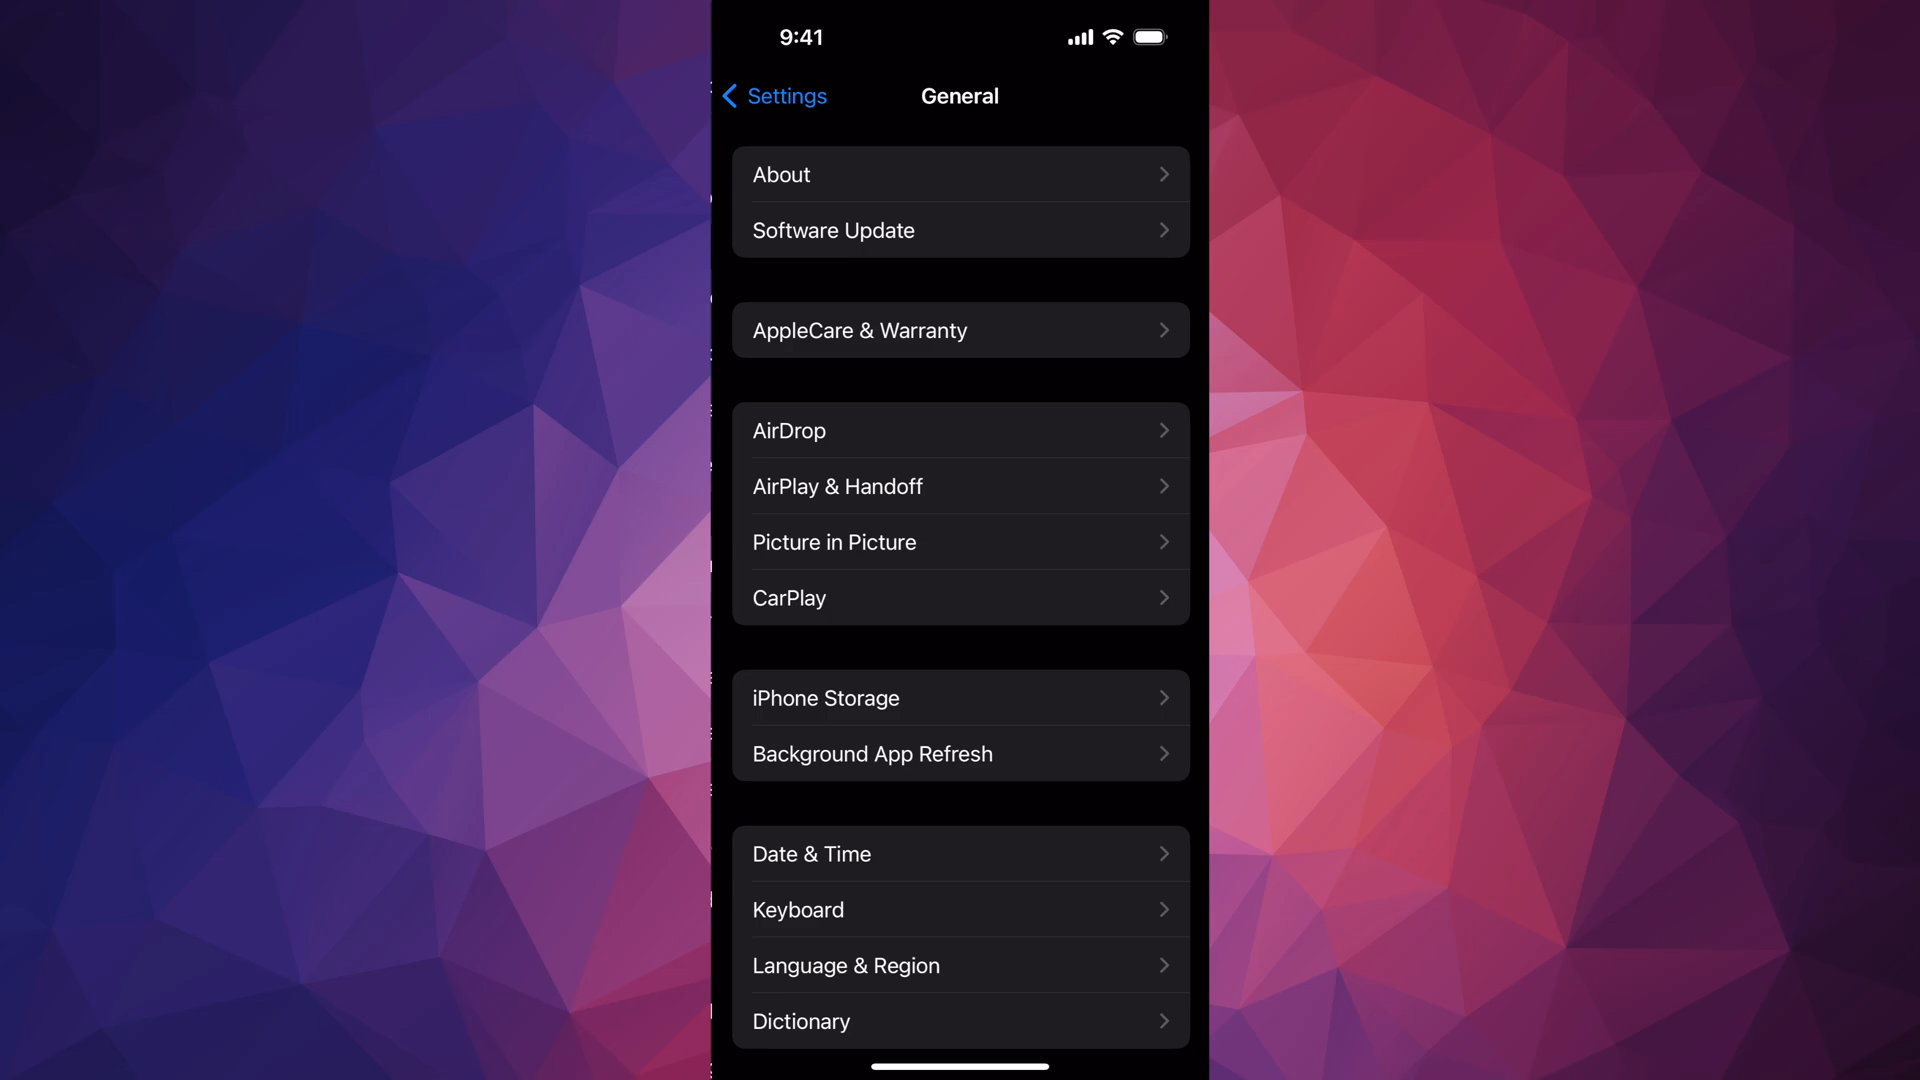 9:41
Settings
General
About
Software Update
AppleCare & Warranty
AirDrop
AirPlay & Handoff
Picture in Picture
CarPlay
iPhone Storage
Background App Refresh
Date & Time
Keyboard
Language & Region
Dictionary